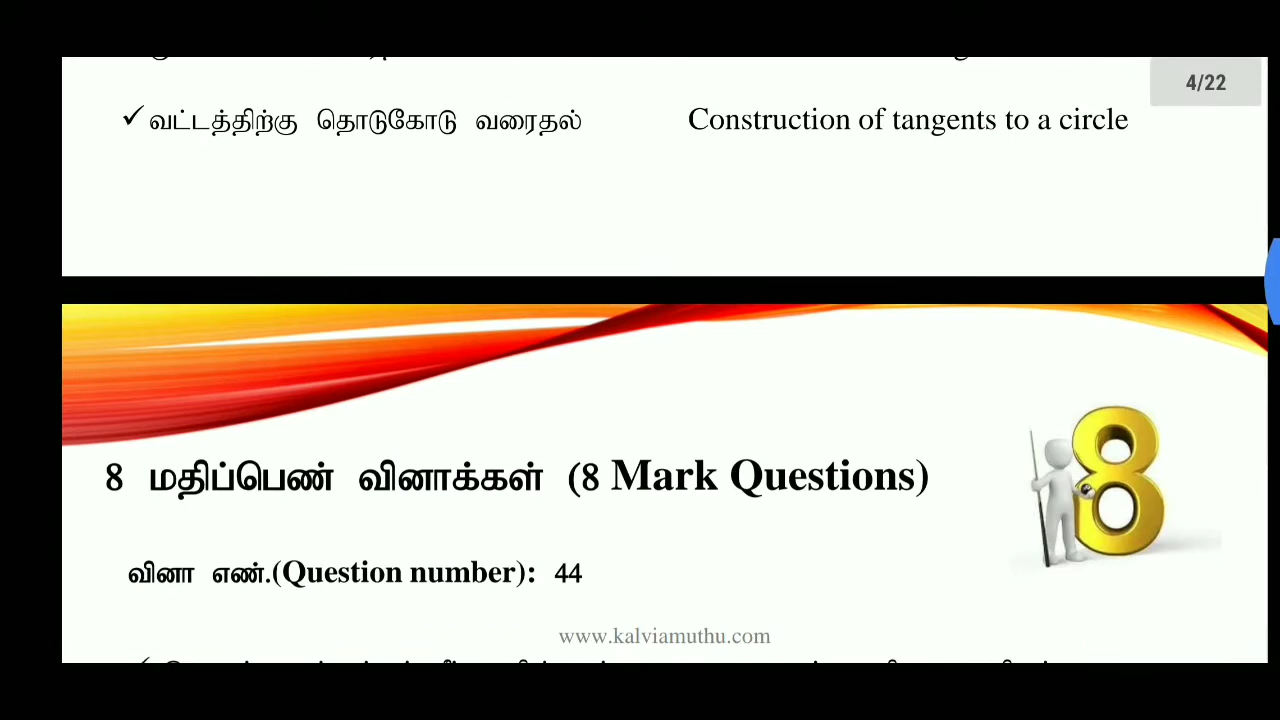 4/22
✓ வட்டத்திற்கு தொடுகோடு வரைதல் Construction of tangents to a circle
8 மதிப்பெண் வினாக்கள் (8 Mark Questions)
8
வினா எண்.(Question number): 44
www.kalviamuthu.com